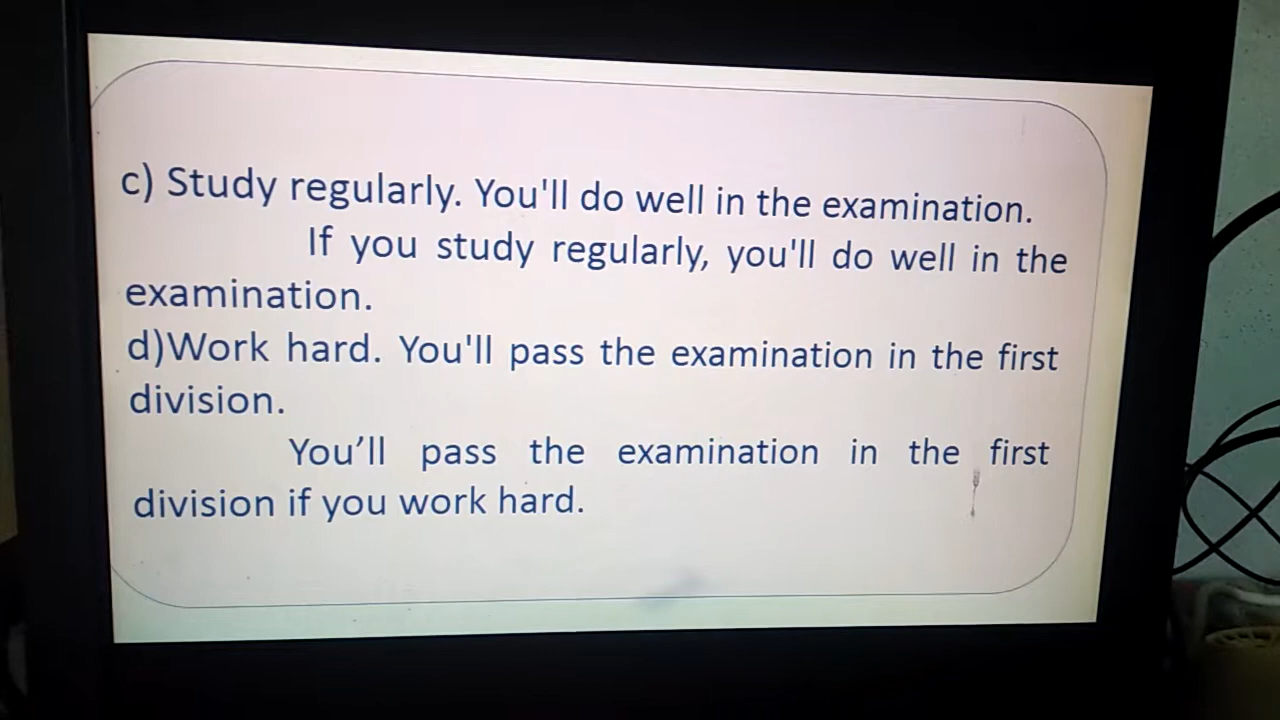 c) Study regularly. You'll do well in the examination.
If you study regularly, you'll do well in the
examination.
d)Work hard. You'll pass the examination in the first
division.
You’ll pass the examination in the first
division if you work hard.